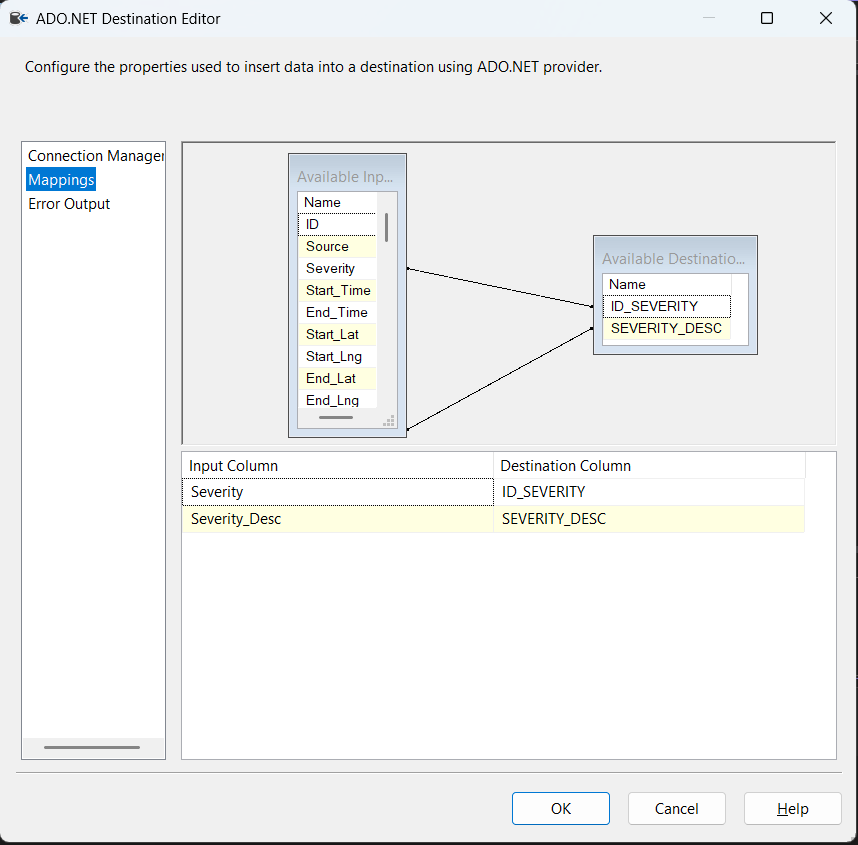 ADO.NET Destination Editor
Configure the properties used to insert data into a destination using ADO.NET provider.
Connection Manager
Mappings
Error Output
Available Inp...
Name
ID
Source
Severity
Start_Time
End_Time
Start_Lat
Start_Lng
End_Lat
End_Lng
Available Destinatio...
Name
ID_SEVERITY
SEVERITY_DESC
Input Column Destination Column
Severity ID_SEVERITY
Severity_Desc SEVERITY_DESC
OK Cancel Help